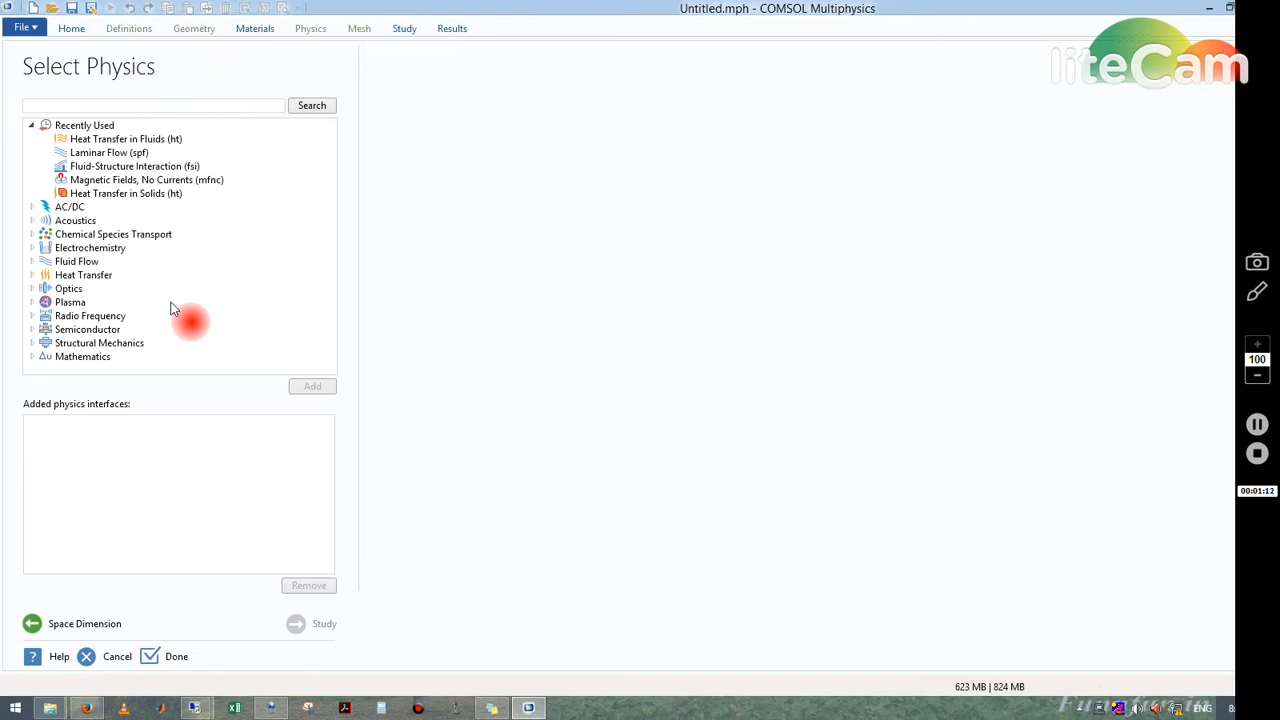 Untitled.mph - COMSOL Multiphysics
File
Home
Definitions
Geometry
Materials
Physics
Mesh
Study
Results
liteCam
Select Physics
Search
Recently Used
Heat Transfer in Fluids (ht)
Laminar Flow (spf)
Fluid-Structure Interaction (fsi)
Magnetic Fields, No Currents (mfnc)
Heat Transfer in Solids (ht)
AC/DC
Acoustics
Chemical Species Transport
Electrochemistry
Fluid Flow
Heat Transfer
Optics
Plasma
Radio Frequency
Semiconductor
Structural Mechanics
Δu Mathematics
Add
100
Added physics interfaces:
00:01:12
Remove
Space Dimension
Study
? Help
Cancel
Done
623 MB | 824 MB
ENG
8: